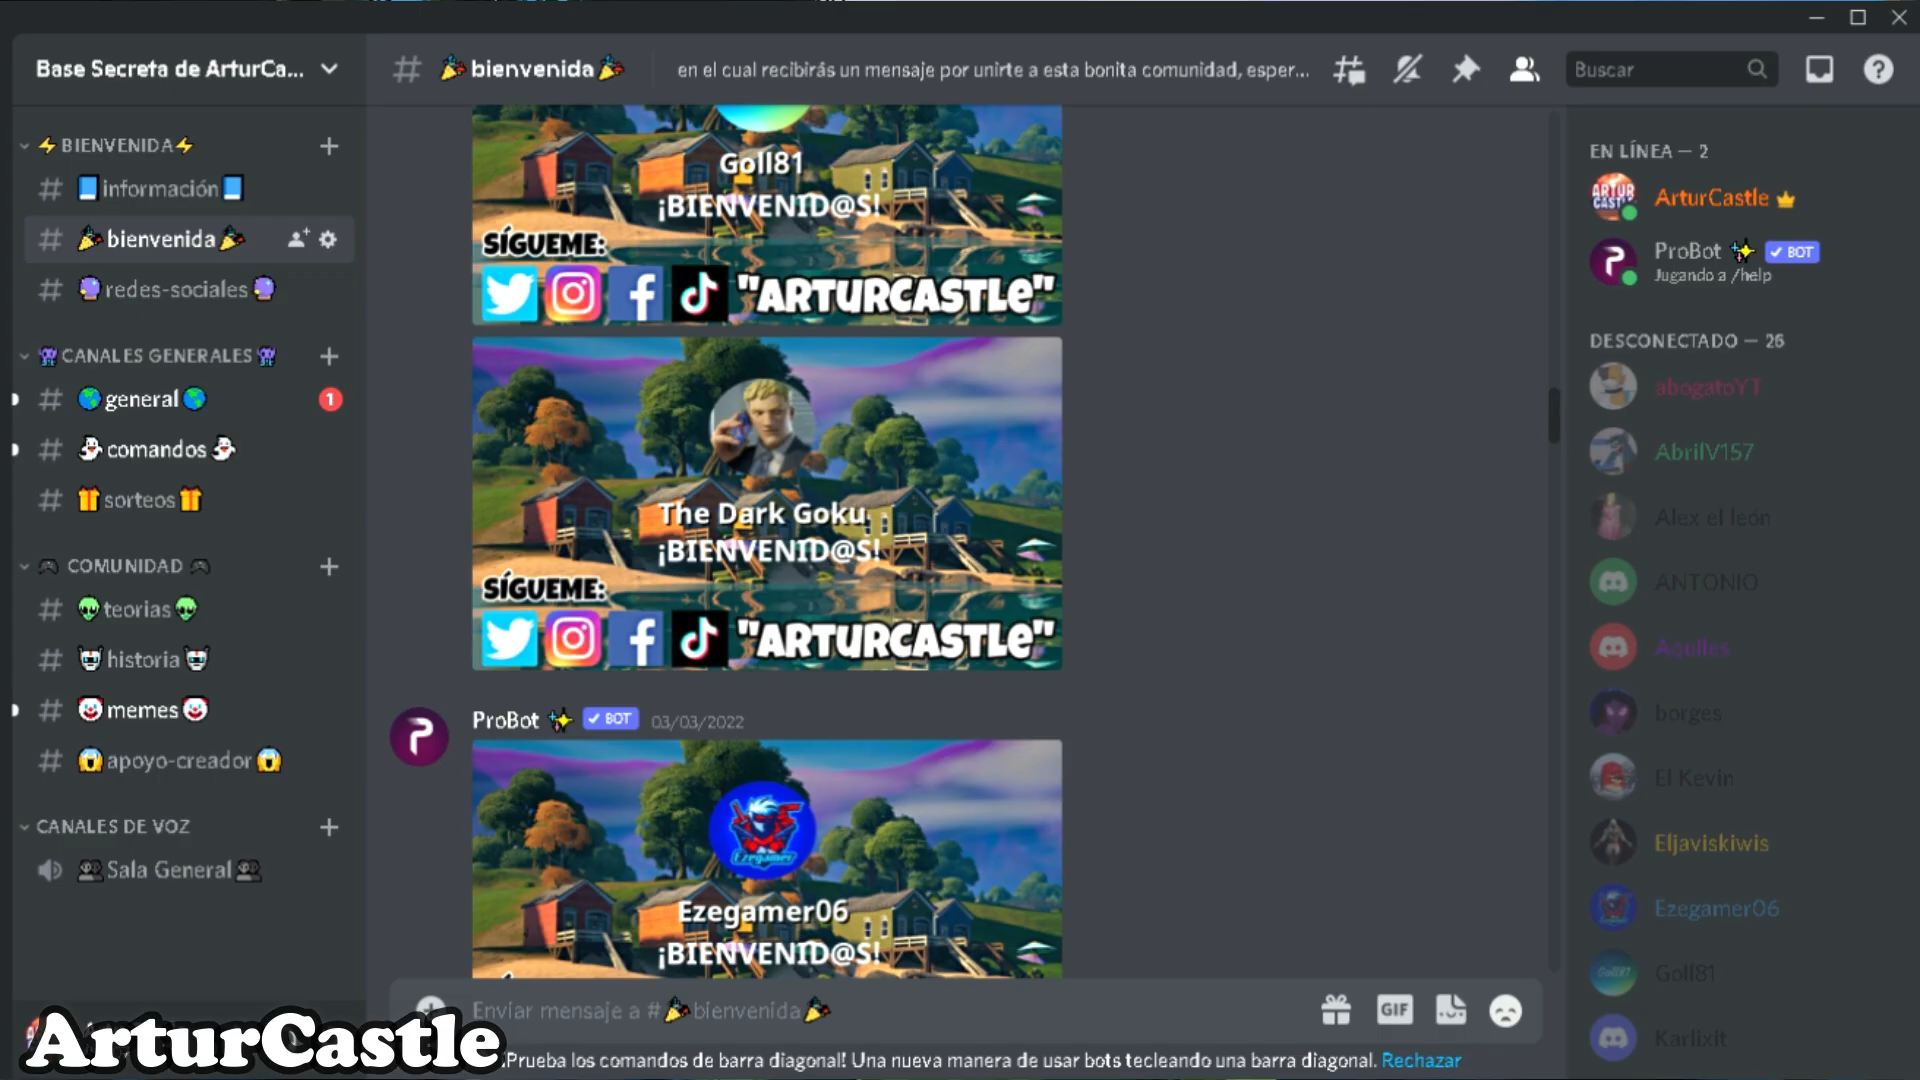 Base Secreta de ArturCa...
BIENVENIDA
información
bienvenida
redes-sociales
CANALES GENERALES
general
1
comandos
sorteos
COMUNIDAD
teorias
historia
memes
apoyo-creador
CANALES DE VOZ
Sala General
ArturCastle
bienvenida
en el cual recibirás un mensaje por unirte a esta bonita comunidad, esper...
Buscar
Goll81
¡BIENVENID@S!
SÍGUEME:
"ARTURCASTLE"
The Dark Goku
¡BIENVENID@S!
SÍGUEME:
"ARTURCASTLE"
ProBot
BOT
03/03/2022
Ezegamer
Ezegamer06
¡BIENVENID@S!
Enviar mensaje a #bienvenida
GIF
¡Prueba los comandos de barra diagonal! Una nueva manera de usar bots tecleando una barra diagonal. Rechazar
EN LÍNEA — 2
ARTUR
CASTLE
ArturCastle
ProBot
BOT
Jugando a /help
DESCONECTADO — 26
abogatoYT
AbrilV157
Alex el leon
ANTONIO
Aquiles
borges
El Kevin
Eljaviskiwis
Ezegamer06
Goll81
Goll81
Karlixit